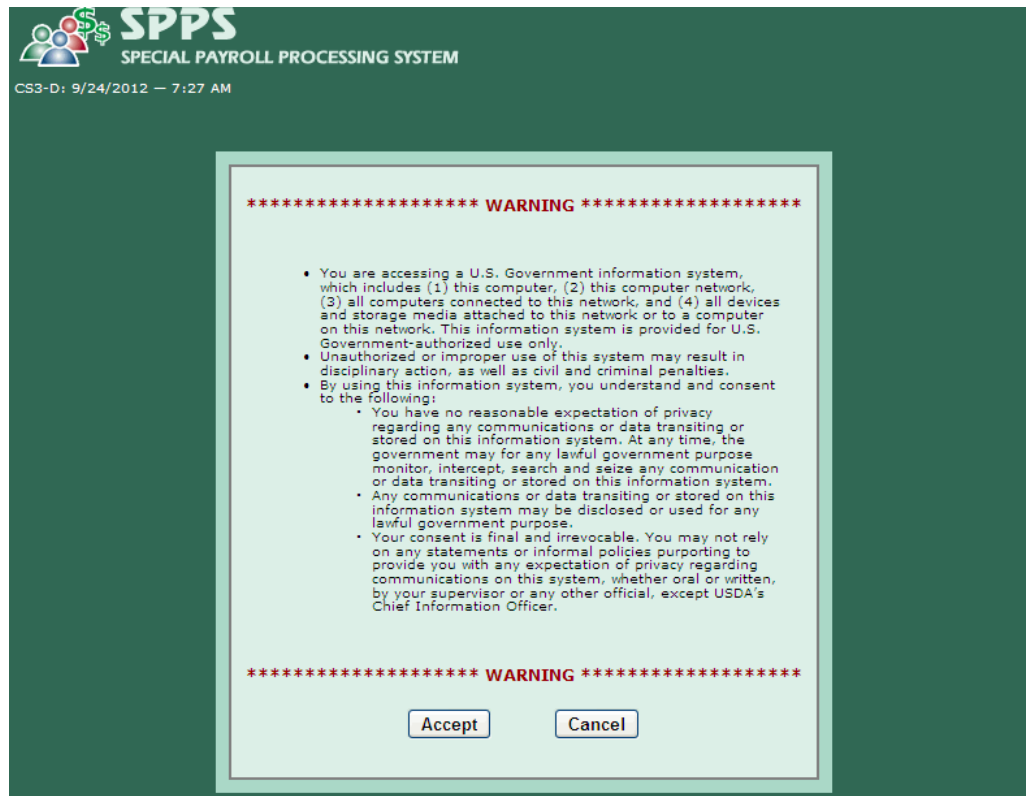 SPPS
SPECIAL PAYROLL PROCESSING SYSTEM
CS3-D: 9/24/2012 — 7:27 AM
******************** WARNING *******************
• You are accessing a U.S. Government information system,
which includes (1) this computer, (2) this computer network,
(3) all computers connected to this network, and (4) all devices
and storage media attached to this network or to a computer
on this network. This information system is provided for U.S.
Government-authorized use only.
• Unauthorized or improper use of this system may result in
disciplinary action, as well as civil and criminal penalties.
• By using this information system, you understand and consent
to the following:
• You have no reasonable expectation of privacy
regarding any communications or data transiting or
stored on this information system. At any time, the
government may for any lawful government purpose
monitor, intercept, search and seize any communication
or data transiting or stored on this information system.
• Any communications or data transiting or stored on this
information system may be disclosed or used for any
lawful government purpose.
• Your consent is final and irrevocable. You may not rely
on any statements or informal policies purporting to
provide you with any expectation of privacy regarding
communications on this system, whether oral or written,
by your supervisor or any other official, except USDA's
Chief Information Officer.
******************** WARNING *******************
Accept Cancel